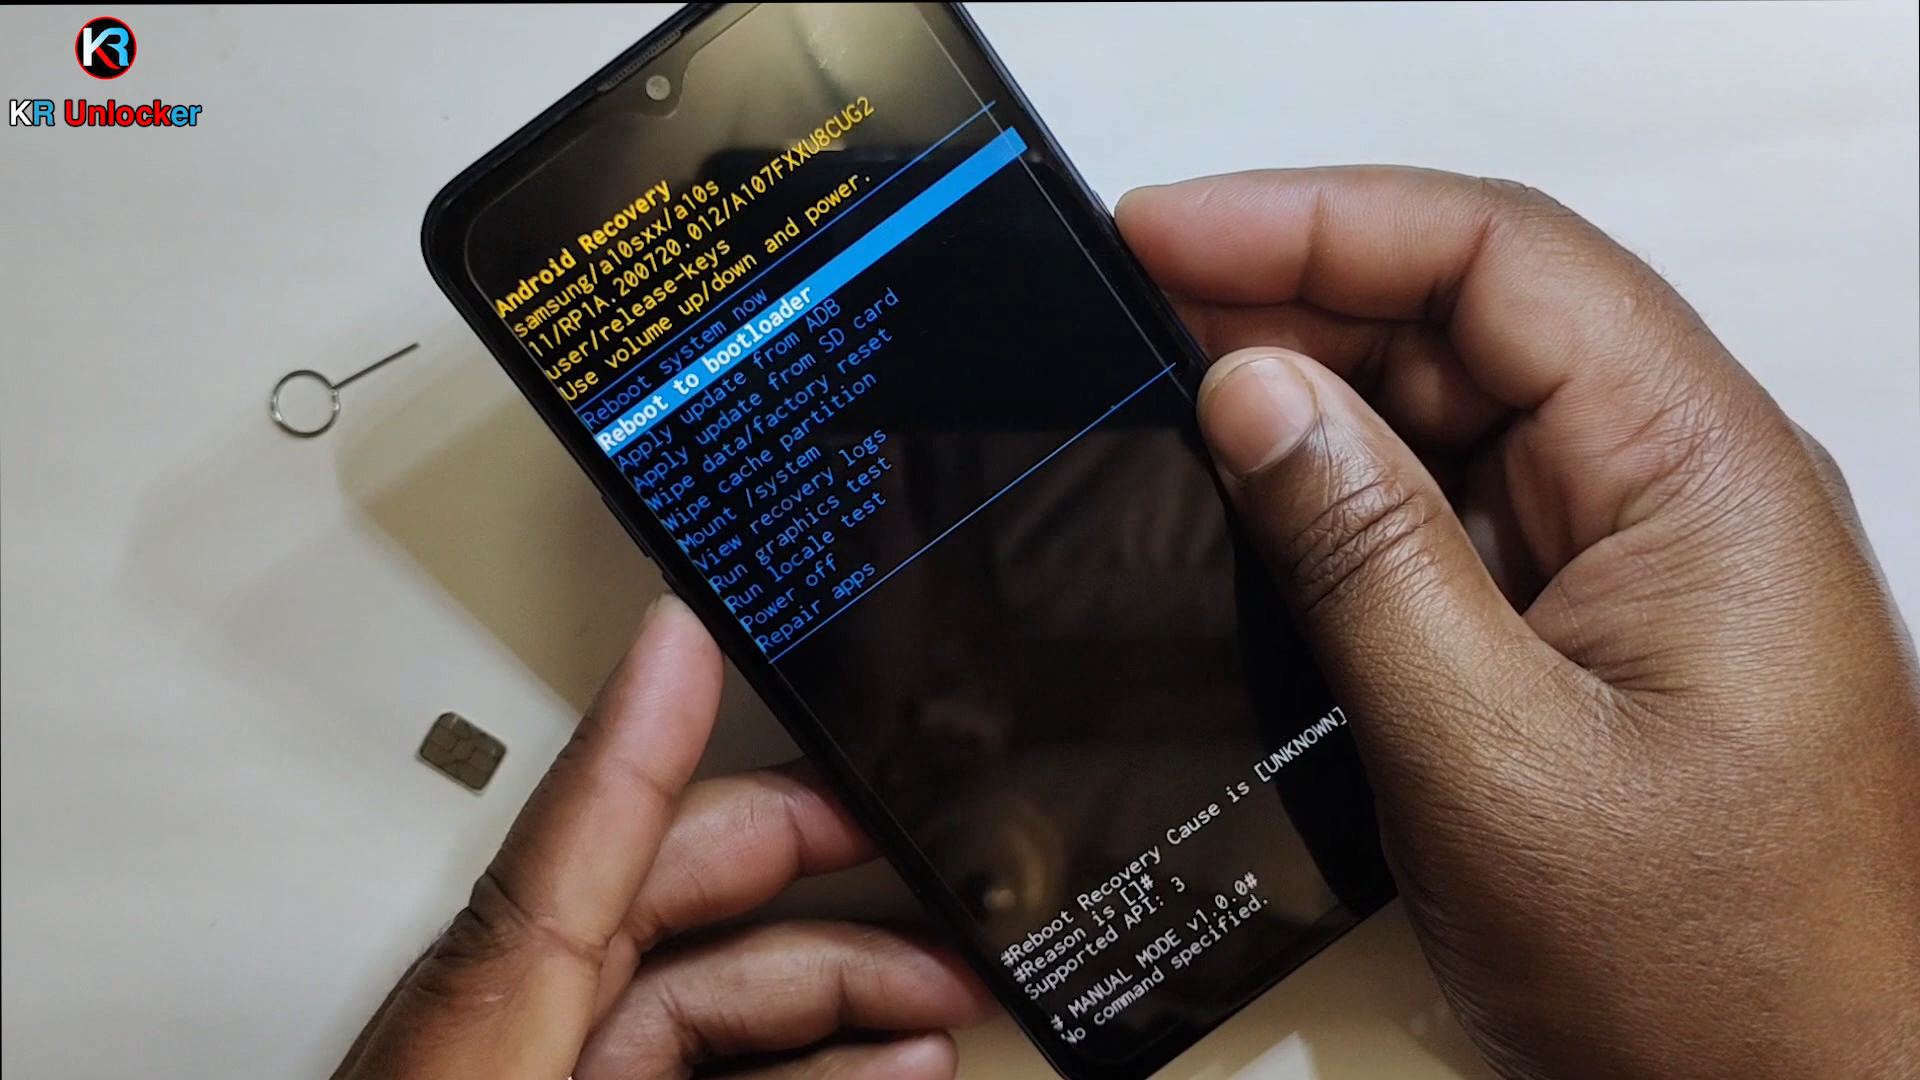 KR
KR Unlocker
Android Recovery
samsung/a10sxx/a10s
11/RP1A.200720.012/A107FXXU8CUG2
user/release-keys
Use volume up/down and power.
Reboot system now
Reboot to bootloader
Apply update from ADB
Apply update from SD card
Wipe data/factory reset
Wipe cache partition
Mount /system
View recovery logs
Run graphics test
Run locale test
Power off
Repair apps
#Reboot Recovery Cause is [UNKNOWN]
#Reason is []#
Supported API: 3
# MANUAL MODE v1.0.0#
No command specified.